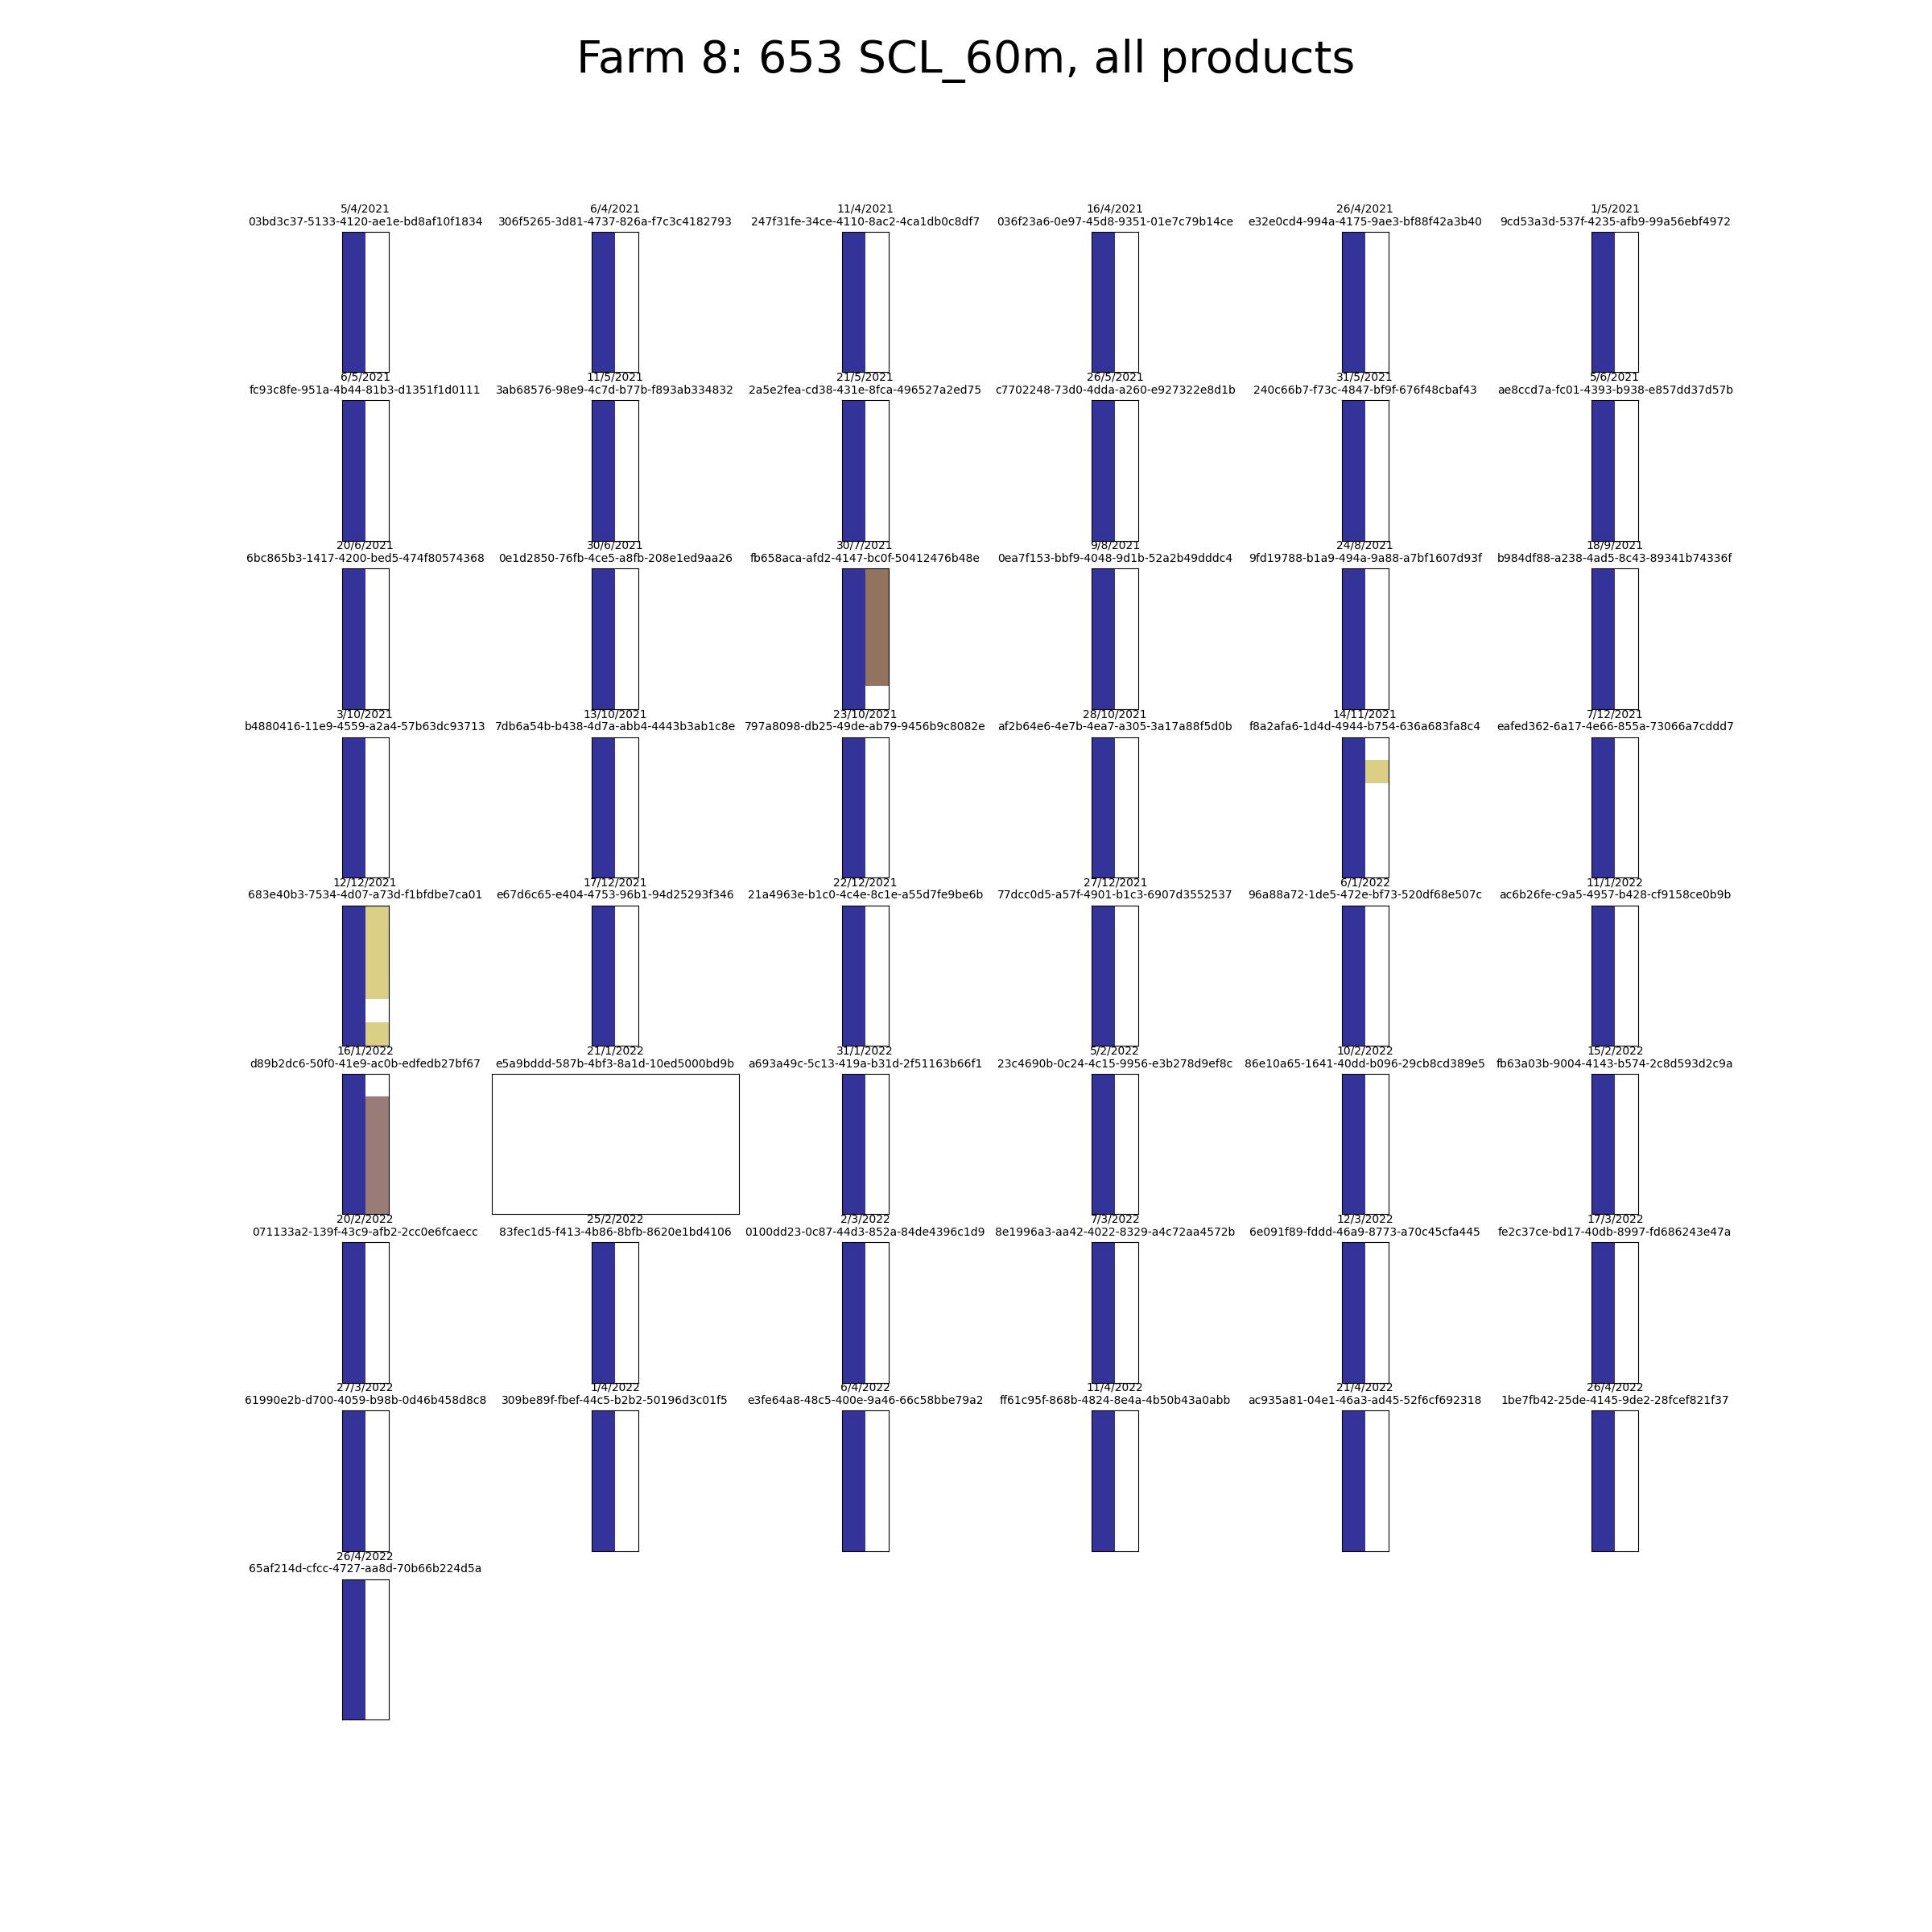 Farm 8: 653 SCL_60m, all products
5/4/2021
03bd3c37-5133-4120-ae1e-bd8af10f1834
6/4/2021
306f5265-3d81-4737-826a-f7c3c4182793
11/4/2021
247f31fe-34ce-4110-8ac2-4ca1db0c8df7
16/4/2021
036f23a6-0e97-45d8-9351-01e7c79b14ce
26/4/2021
e32e0cd4-994a-4175-9ae3-bf88f42a3b40
1/5/2021
9cd53a3d-537f-4235-afb9-99a56ebf4972
6/5/2021
fc93c8fe-951a-4b44-81b3-d1351f1d0111
11/5/2021
3ab68576-98e9-4c7d-b77b-f893ab334832
21/5/2021
2a5e2fea-cd38-431e-8fca-496527a2ed75
26/5/2021
c7702248-73d0-4dda-a260-e927322e8d1b
31/5/2021
240c66b7-f73c-4847-bf9f-676f48cbaf43
5/6/2021
ae8ccd7a-fc01-4393-b938-e857dd37d57b
20/6/2021
6bc865b3-1417-4200-bed5-474f80574368
30/6/2021
0e1d2850-76fb-4ce5-a8fb-208e1ed9aa26
30/7/2021
fb658aca-afd2-4147-bc0f-50412476b48e
9/8/2021
0ea7f153-bbf9-4048-9d1b-52a2b49dddc4
24/8/2021
9fd19788-b1a9-494a-9a88-a7bf1607d93f
18/9/2021
b984df88-a238-4ad5-8c43-89341b74336f
3/10/2021
b4880416-11e9-4559-a2a4-57b63dc93713
13/10/2021
7db6a54b-b438-4d7a-abb4-4443b3ab1c8e
23/10/2021
797a8098-db25-49de-ab79-9456b9c8082e
28/10/2021
af2b64e6-4e7b-4ea7-a305-3a17a88f5d0b
14/11/2021
f8a2afa6-1d4d-4944-b754-636a683fa8c4
7/12/2021
eafed362-6a17-4e66-855a-73066a7cddd7
12/12/2021
683e40b3-7534-4d07-a73d-f1bfdbe7ca01
17/12/2021
e67d6c65-e404-4753-96b1-94d25293f346
22/12/2021
21a4963e-b1c0-4c4e-8c1e-a55d7fe9be6b
27/12/2021
77dcc0d5-a57f-4901-b1c3-6907d3552537
6/1/2022
96a88a72-1de5-472e-bf73-520df68e507c
11/1/2022
ac6b26fe-c9a5-4957-b428-cf9158ce0b9b
16/1/2022
d89b2dc6-50f0-41e9-ac0b-edfedb27bf67
21/1/2022
e5a9bddd-587b-4bf3-8a1d-10ed5000bd9b
31/1/2022
a693a49c-5c13-419a-b31d-2f51163b66f1
5/2/2022
23c4690b-0c24-4c15-9956-e3b278d9ef8c
10/2/2022
86e10a65-1641-40dd-b096-29cb8cd389e5
15/2/2022
fb63a03b-9004-4143-b574-2c8d593d2c9a
20/2/2022
071133a2-139f-43c9-afb2-2cc0e6fcaecc
25/2/2022
83fec1d5-f413-4b86-8bfb-8620e1bd4106
2/3/2022
0100dd23-0c87-44d3-852a-84de4396c1d9
7/3/2022
8e1996a3-aa42-4022-8329-a4c72aa4572b
12/3/2022
6e091f89-fddd-46a9-8773-a70c45cfa445
17/3/2022
fe2c37ce-bd17-40db-8997-fd686243e47a
27/3/2022
61990e2b-d700-4059-b98b-0d46b458d8c8
1/4/2022
309be89f-fbef-44c5-b2b2-50196d3c01f5
6/4/2022
e3fe64a8-48c5-400e-9a46-66c58bbe79a2
11/4/2022
ff61c95f-868b-4824-8e4a-4b50b43a0abb
21/4/2022
ac935a81-04e1-46a3-ad45-52f6cf692318
26/4/2022
1be7fb42-25de-4145-9de2-28fcef821f37
26/4/2022
65af214d-cfcc-4727-aa8d-70b66b224d5a